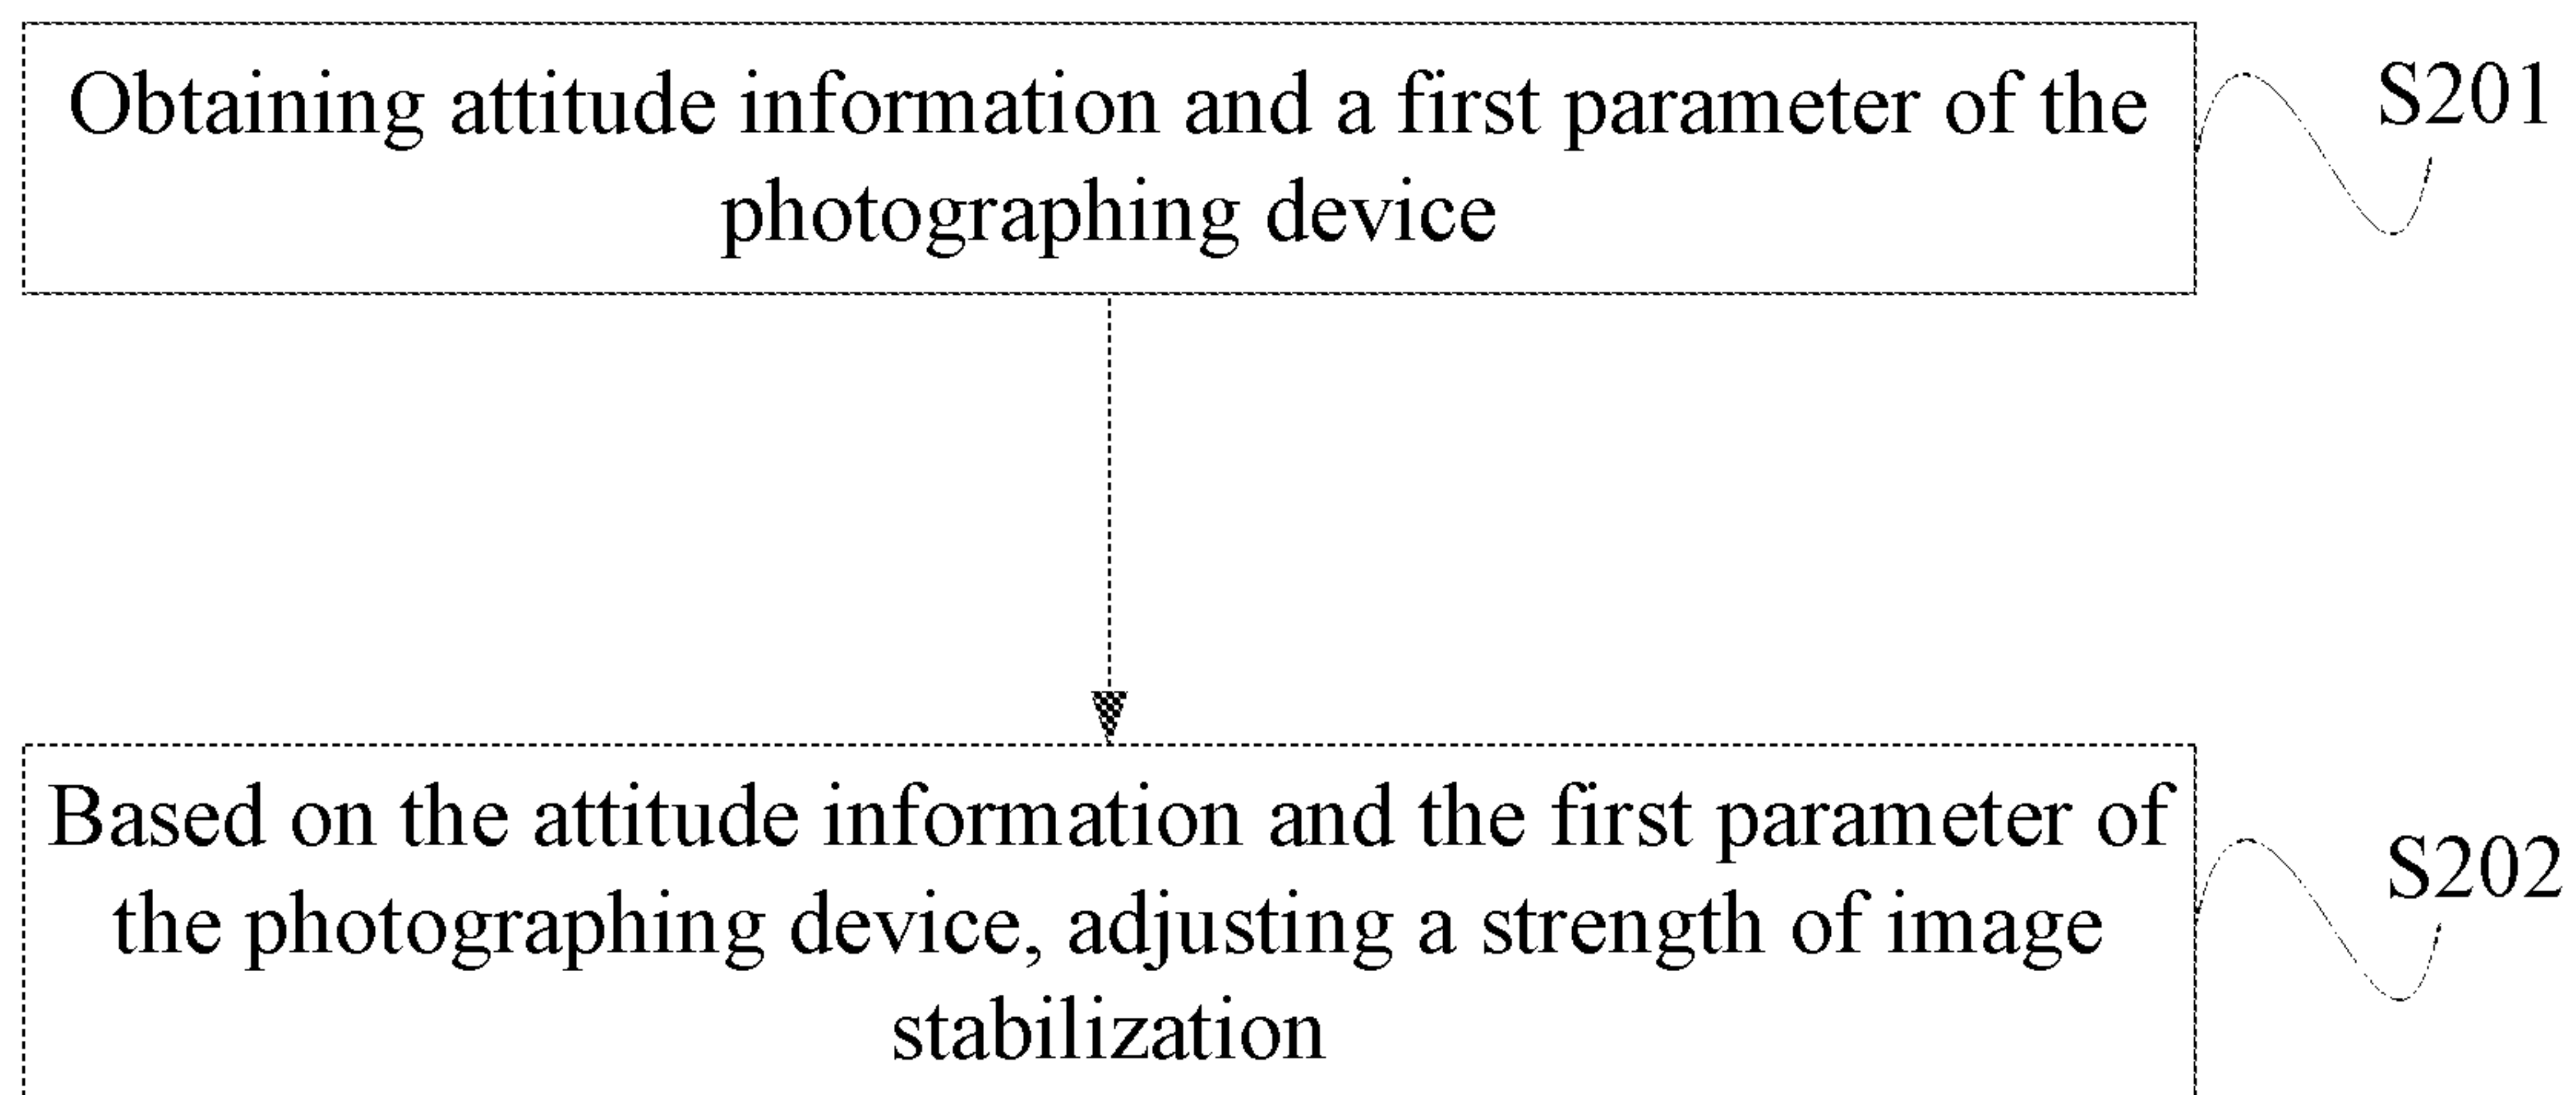 Obtaining attitude information and a first parameter of the
photographing device
S201
Based on the attitude information and the first parameter of
the photographing device, adjusting a strength of image
stabilization
S202